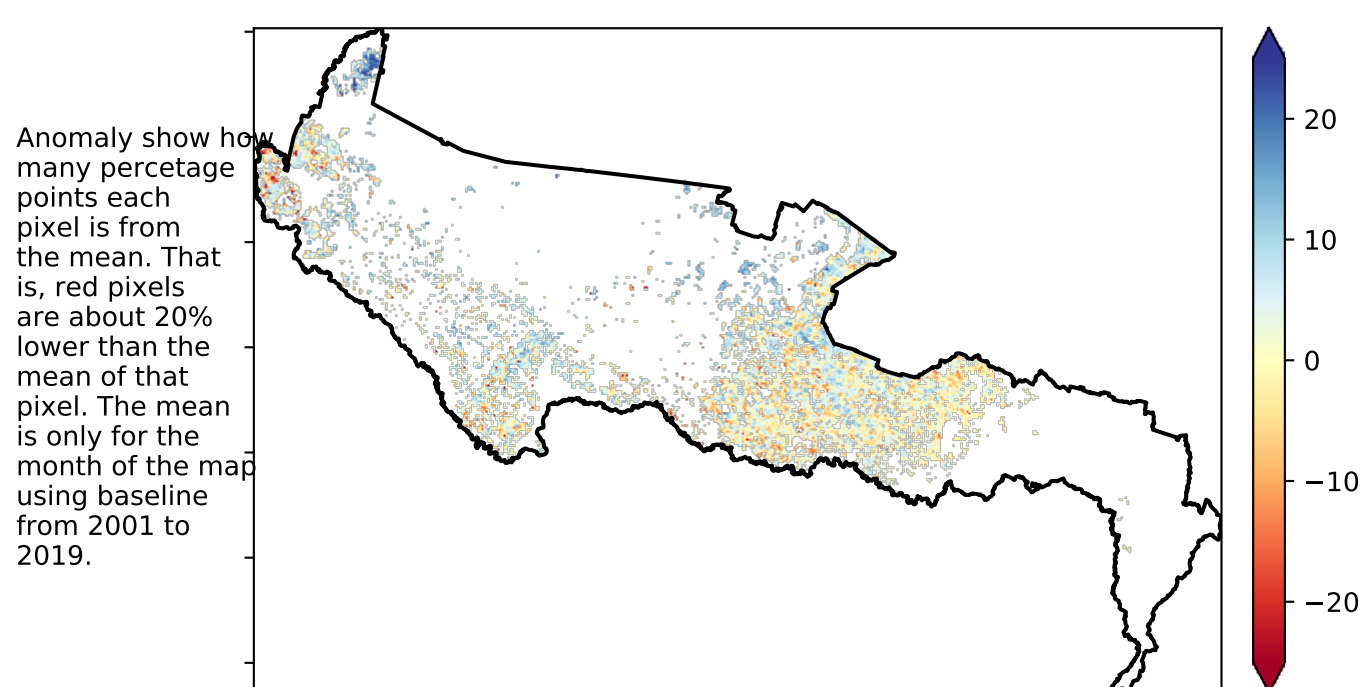 Anomaly show how
many percetage
points each
pixel is from
the mean. That
is, red pixels
are about 20%
lower than the
mean of that
pixel. The mean
is only for the
month of the map
using baseline
from 2001 to
2019.
20
10
0
−10
−20